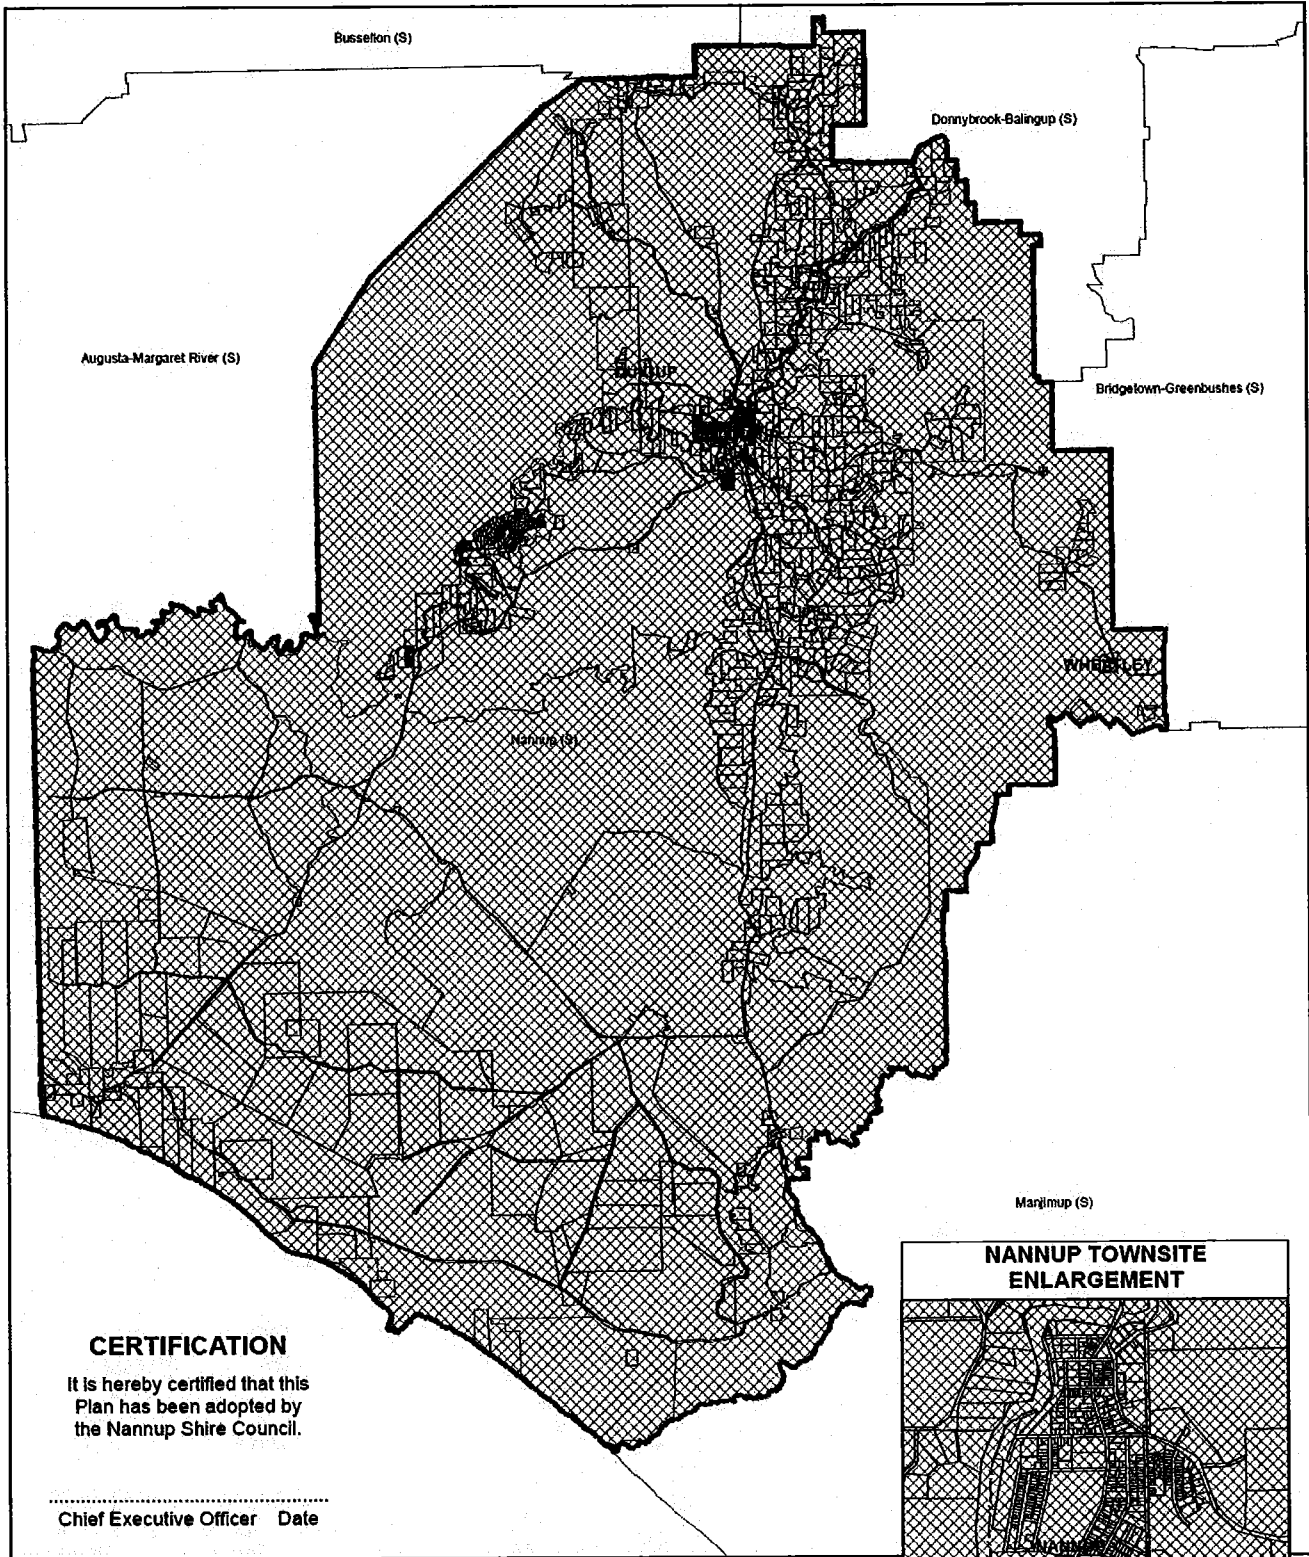 Busselton (S)
Donnybrook-Balingup (S)
Augusta-Margaret River (S)
Bridgetown-Greenbushes (S)
WHEATLEY
Nannup (S)
Manjimup (S)
NANNUP TOWNSITE
ENLARGEMENT
CERTIFICATION
It is hereby certified that this
Plan has been adopted by
the Nannup Shire Council.
Chief Executive Officer Date
NANNUP